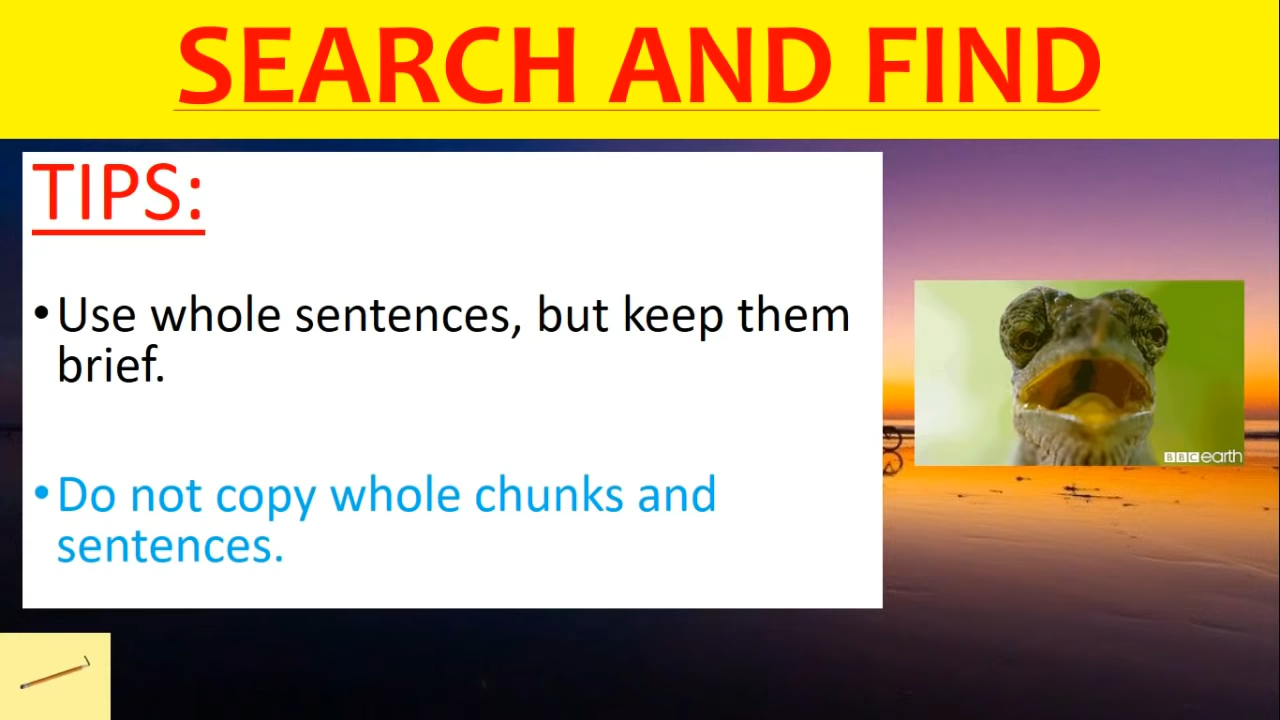 SEARCH AND FIND
TIPS:
•Use whole sentences, but keep them
brief.
•Do not copy whole chunks and
sentences.
BBC earth